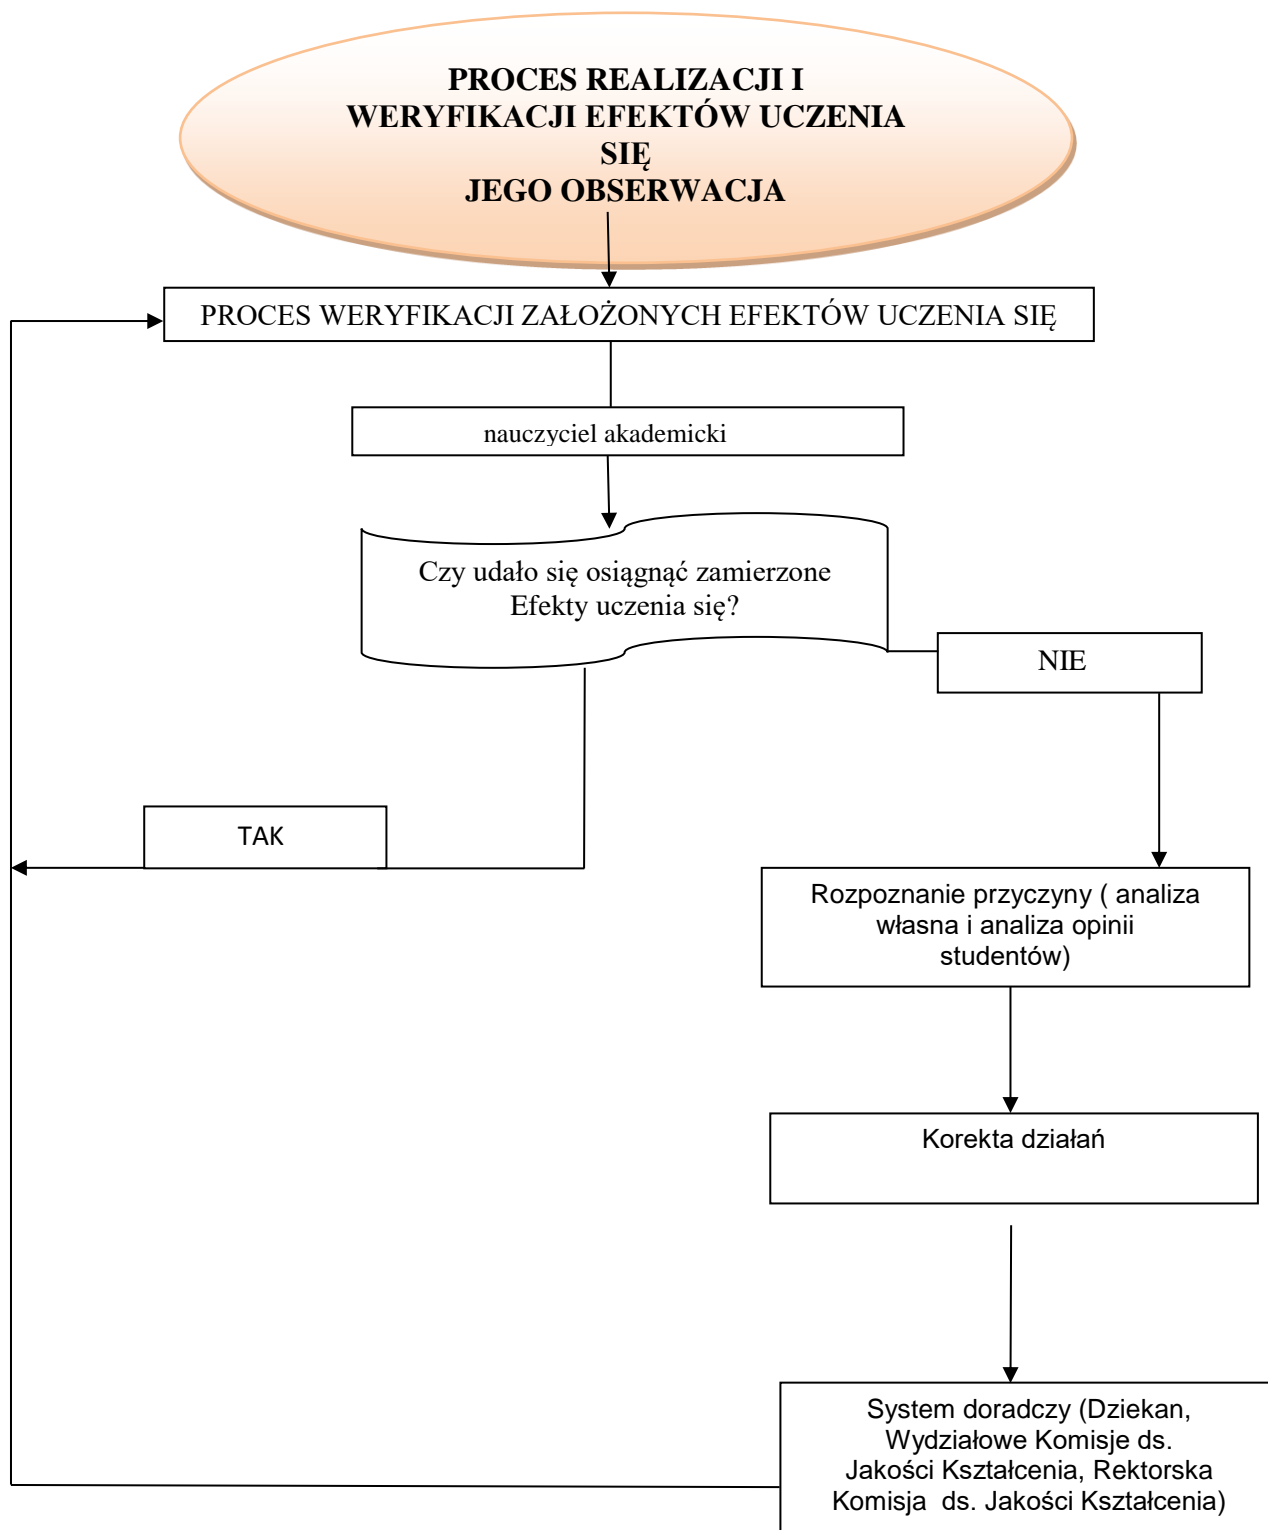 PROCES REALIZACJI I
WERYFIKACJI EFEKTÓW UCZENIA
SIĘ
JEGO OBSERWACJA
PROCES WERYFIKACJI ZAŁOŻONYCH EFEKTÓW UCZENIA SIĘ
nauczyciel akademicki
Czy udało się osiągnąć zamierzone
Efekty uczenia się?
NIE
TAK
Rozpoznanie przyczyny ( analiza
własna i analiza opinii
studentów)
Korekta działań
System doradczy (Dziekan,
Wydziałowe Komisje ds.
Jakości Kształcenia, Rektorska
Komisja ds. Jakości Kształcenia)